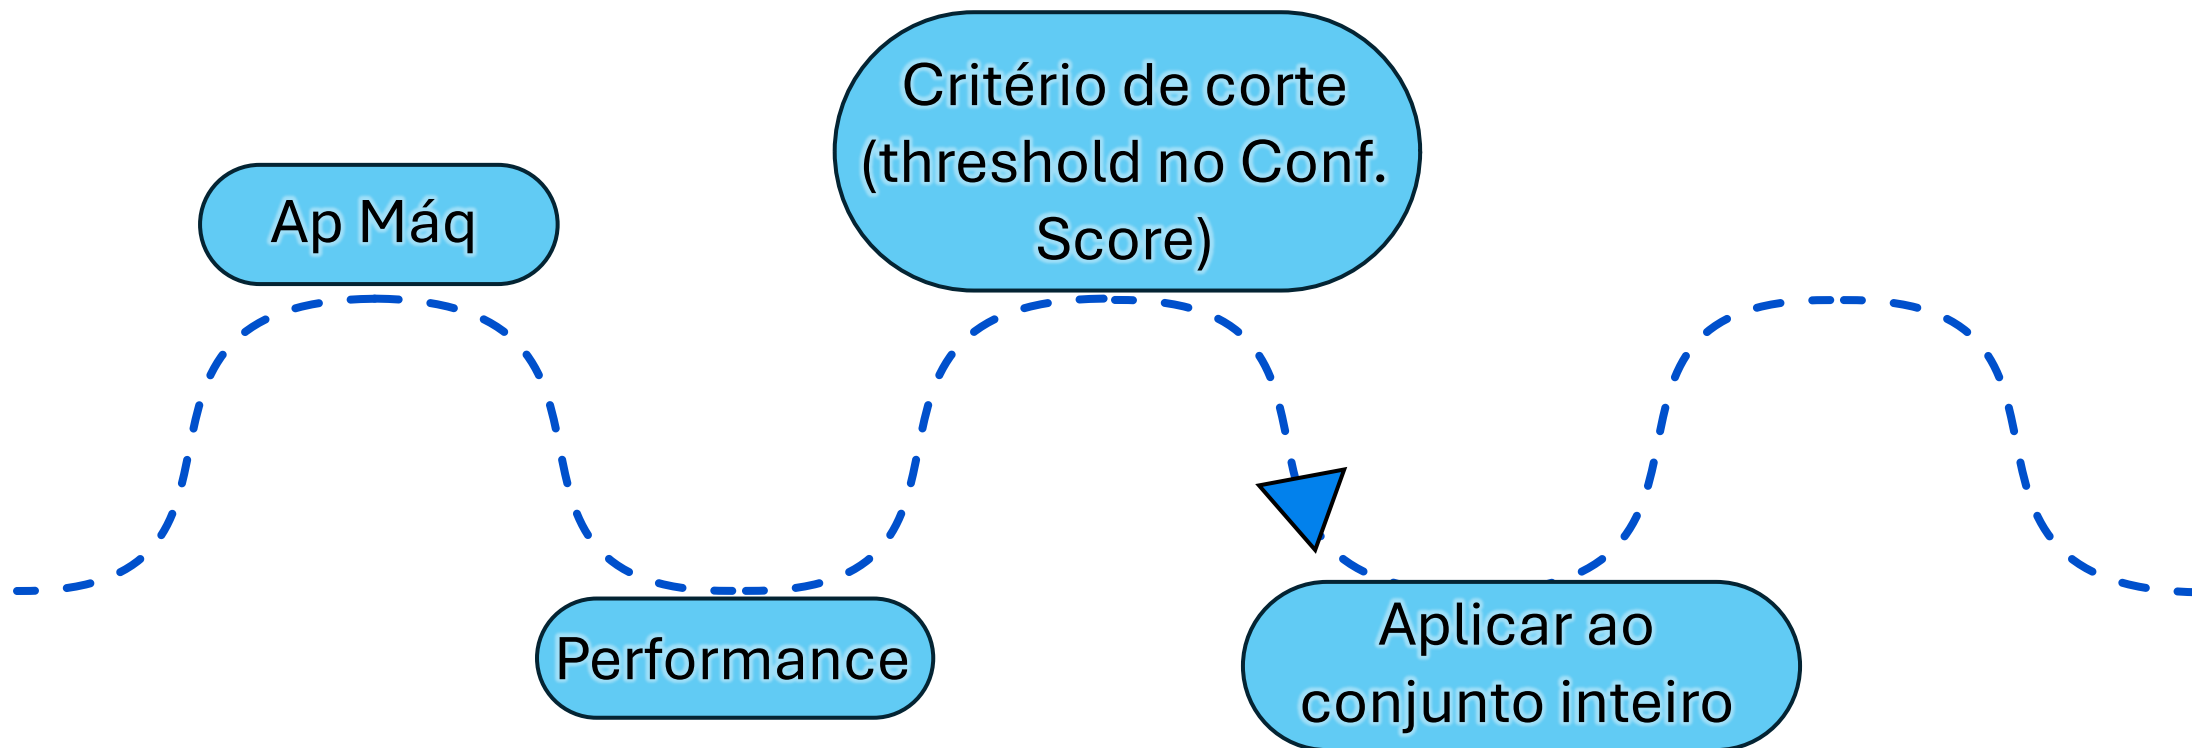 Ap Máq
Performance
Critério de corte
(threshold no Conf.
Score)
Aplicar ao
conjunto inteiro